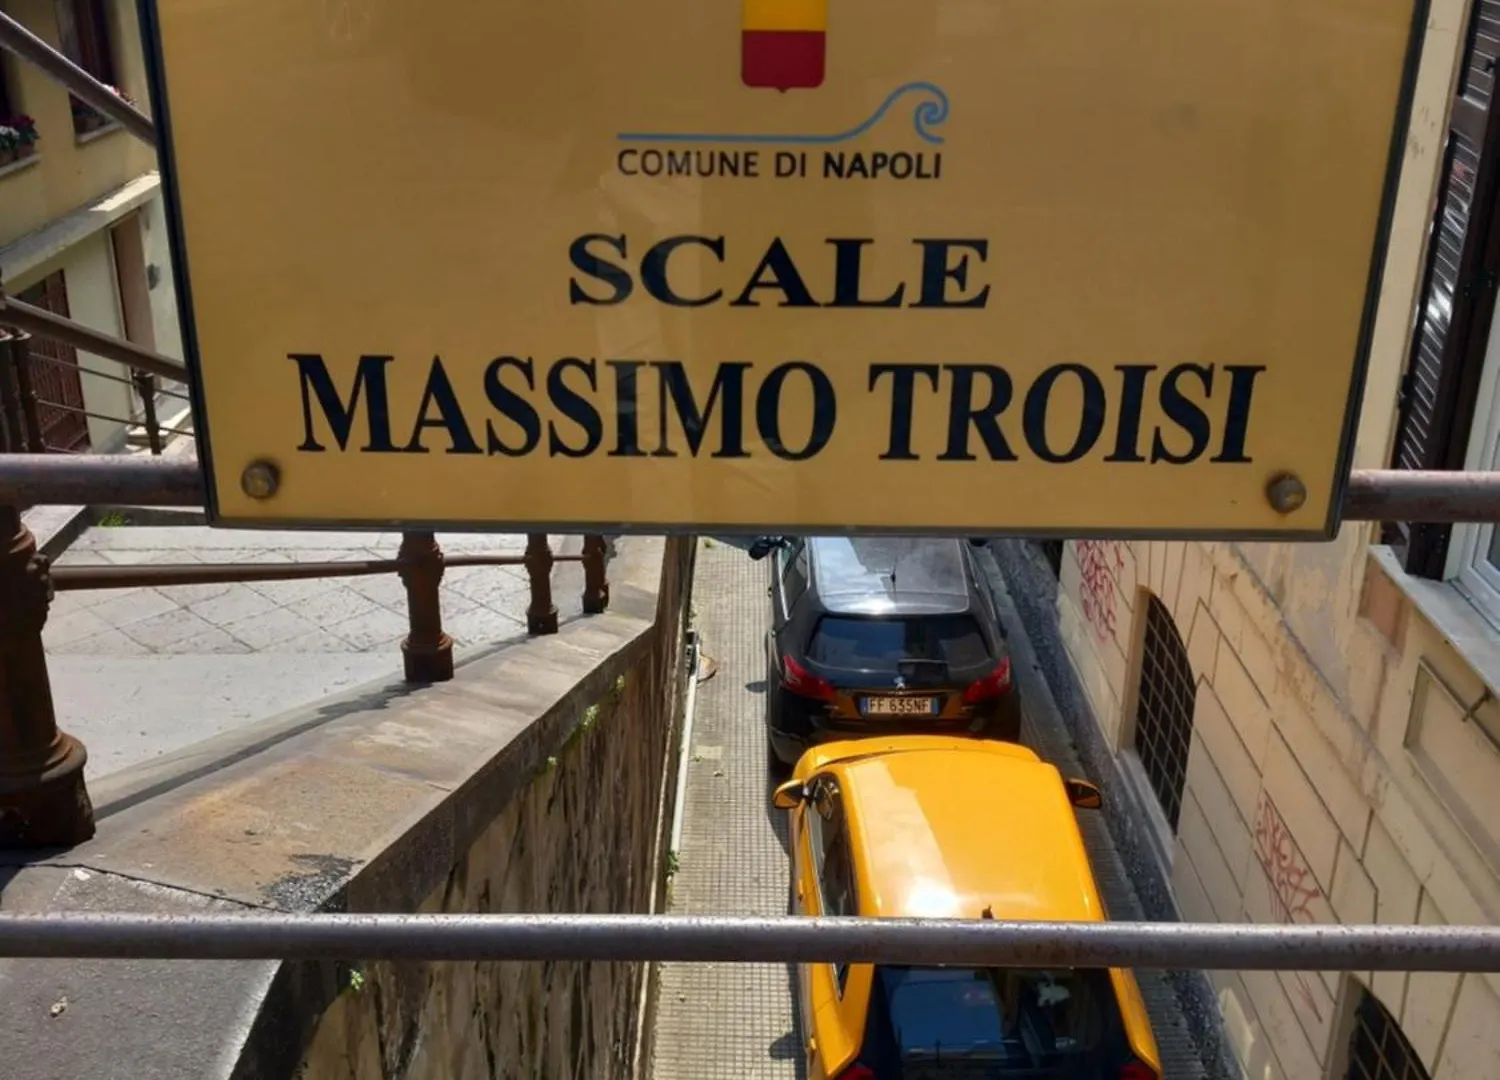 COMUNE DI NAPOLI
SCALE
MASSIMO TROISI
FF 635NF